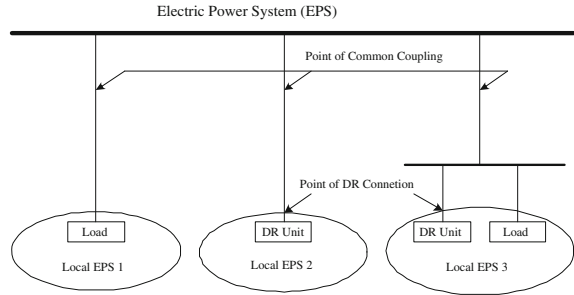 Electric Power System (EPS)
Point of Common Coupling
Point of DR Connetion
Load
DR Unit
DR Unit
Load
Local EPS 1
Local EPS 2
Local EPS 3